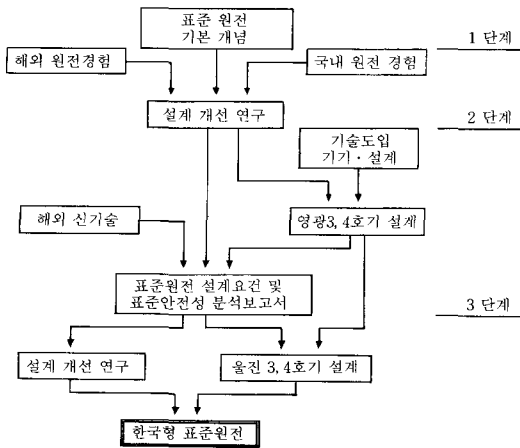 표준 원전
기본 개념
1 단계
해외 원전경험
국내 원전 경험
설계 개선 연구
2 단계
기술도입
기기·설계
해외 신기술
영광3, 4호기 설계
표준원전 설계요건 및
표준안전성 분석보고서
3 단계
설계 개선 연구
울진 3, 4호기 설계
한국형 표준원전